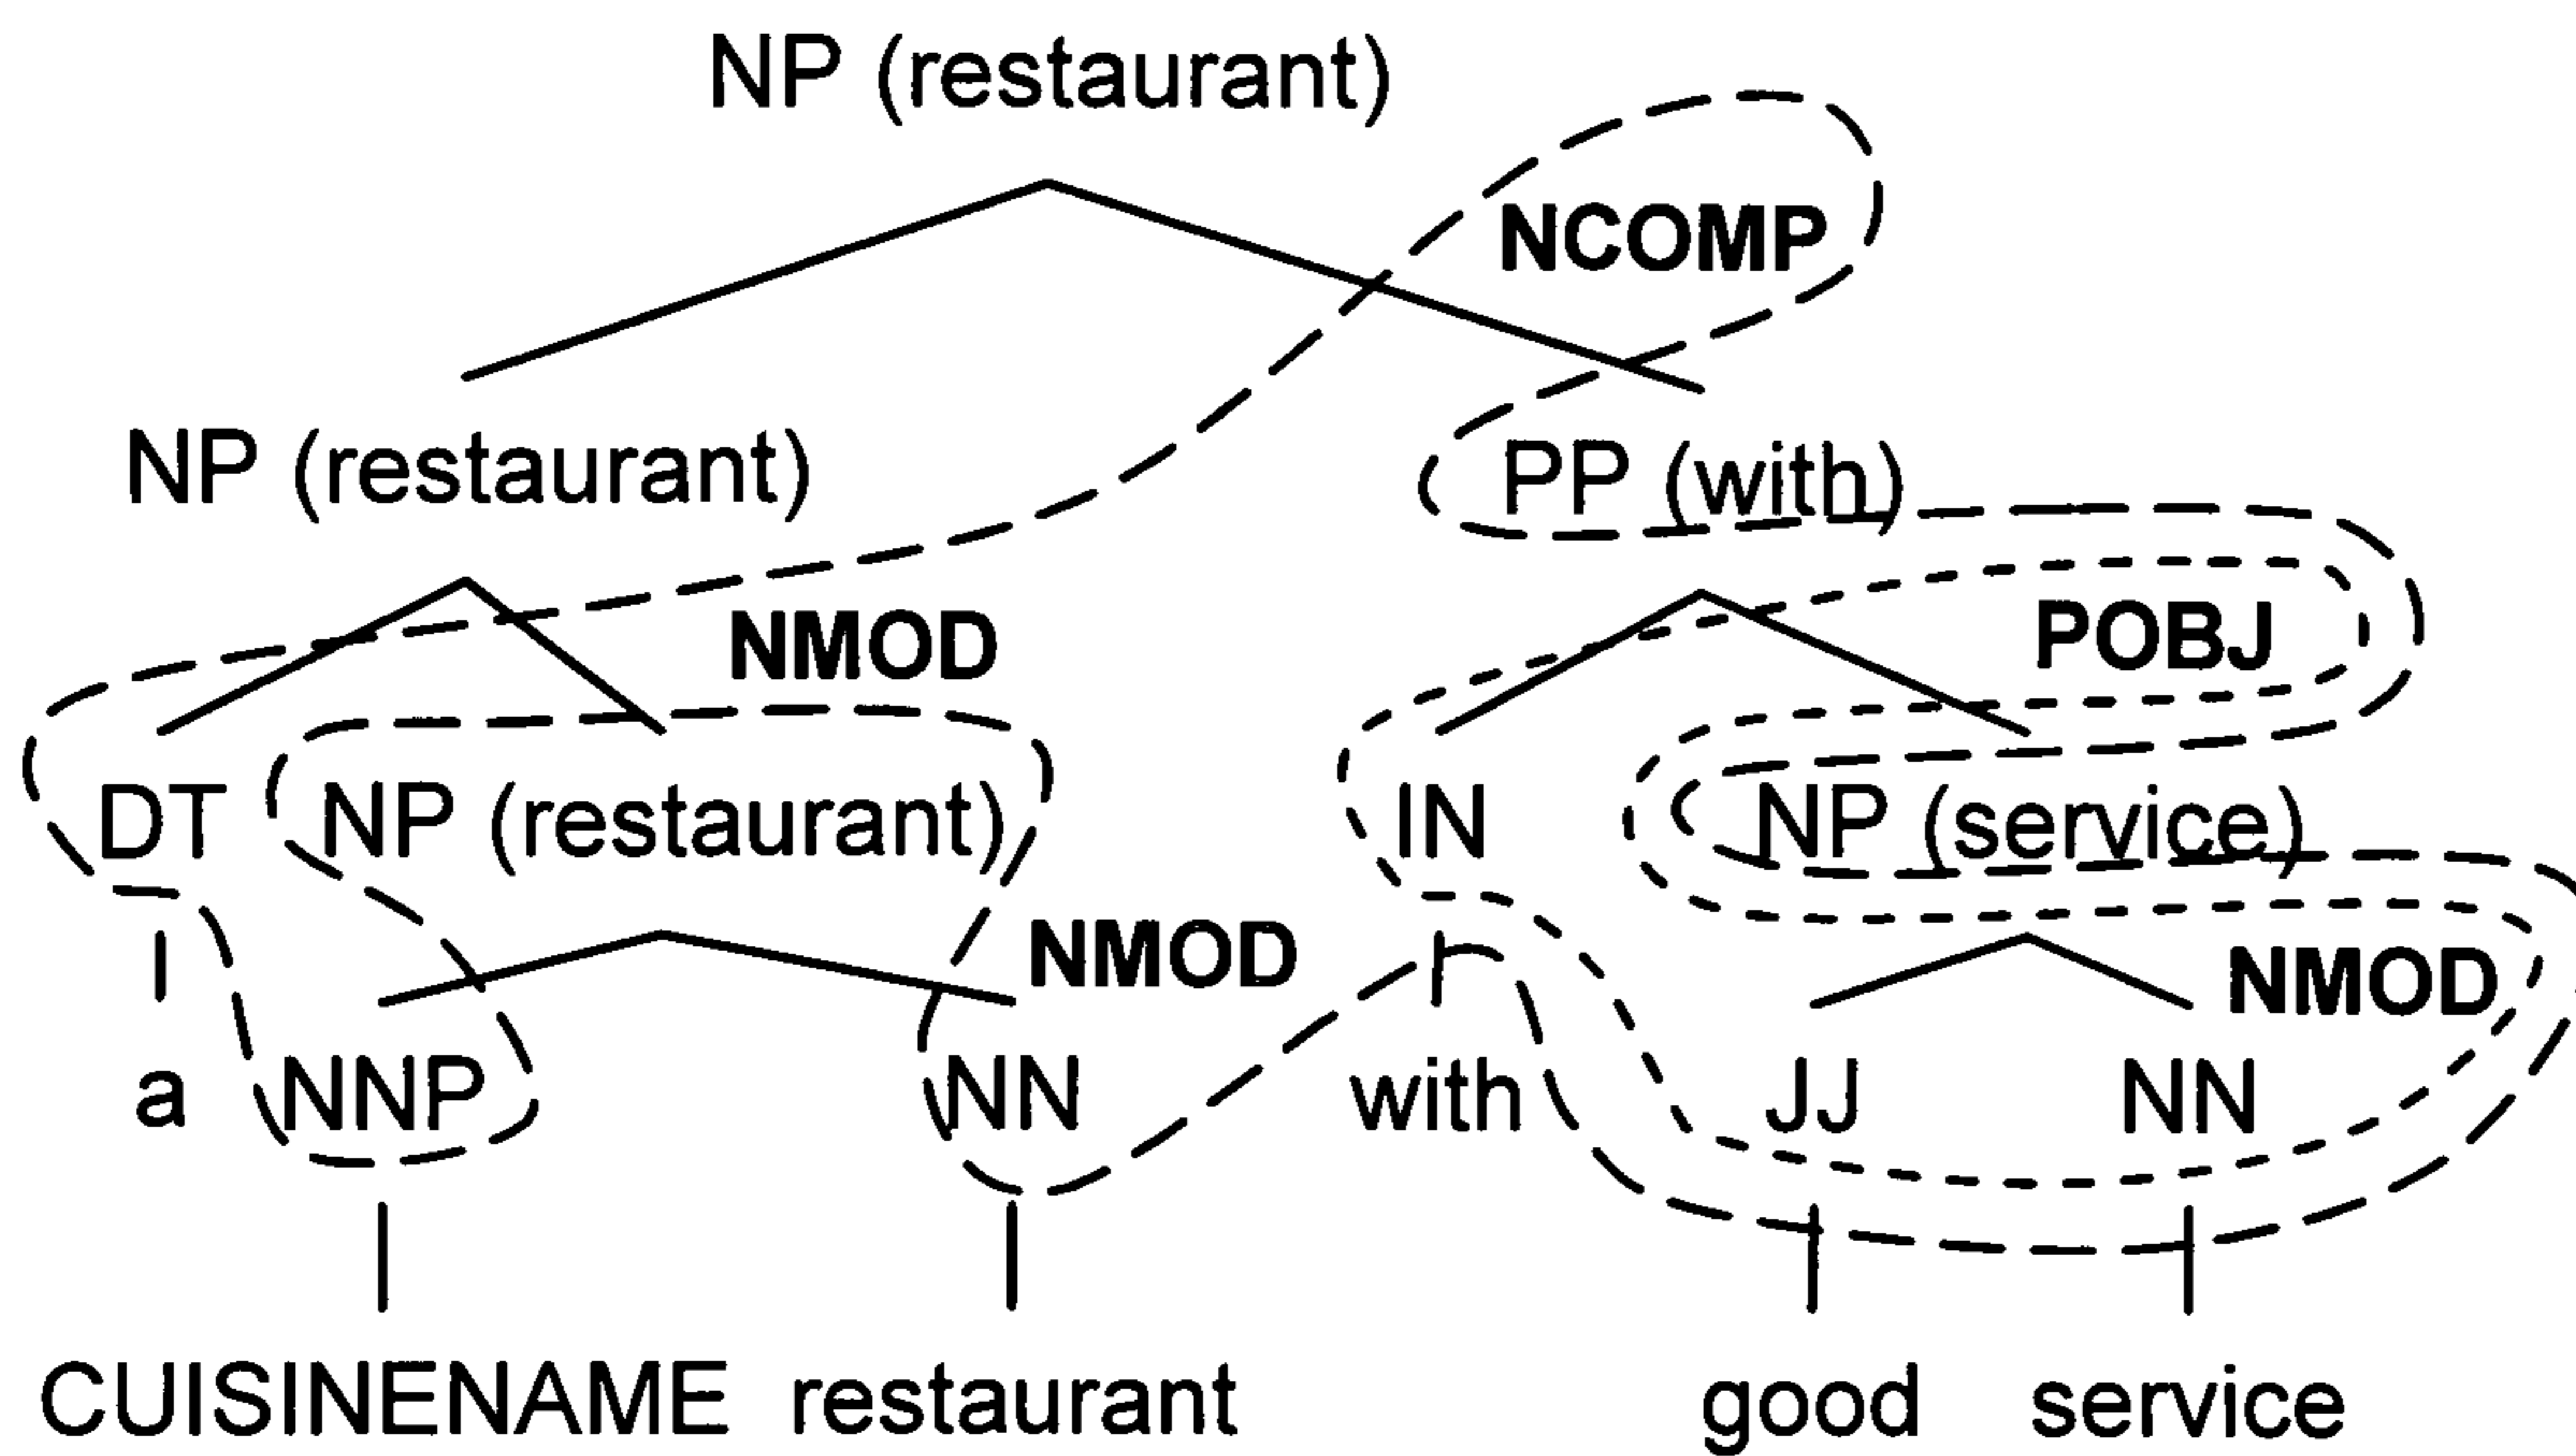 NP (restaurant)
NCOMP
NP (restaurant) PP (with)
NMOD POBJ
DT NP (restaurant) IN NP (service)
NMOD NMOD
a NNP NN with JJ NN
CUISINENAME restaurant good service